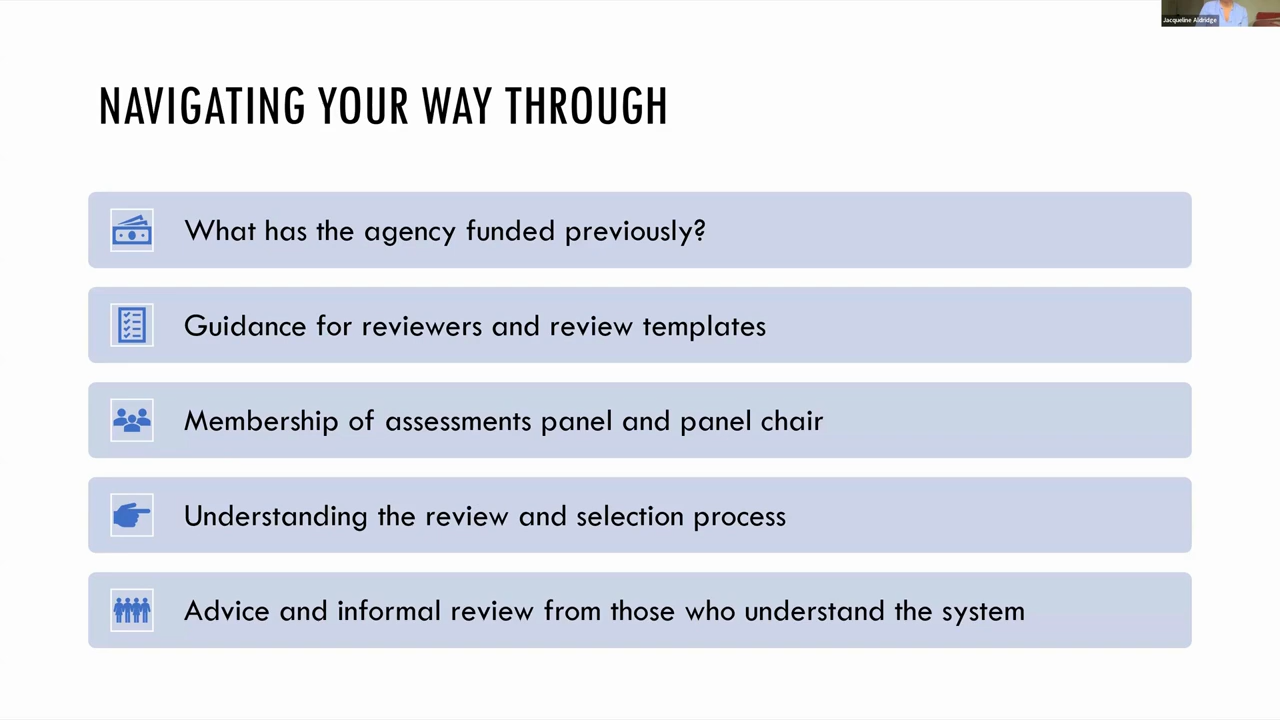 Jacqueline Aldridge
NAVIGATING YOUR WAY THROUGH
What has the agency funded previously?
Guidance for reviewers and review templates
Membership of assessments panel and panel chair
Understanding the review and selection process
Advice and informal review from those who understand the system